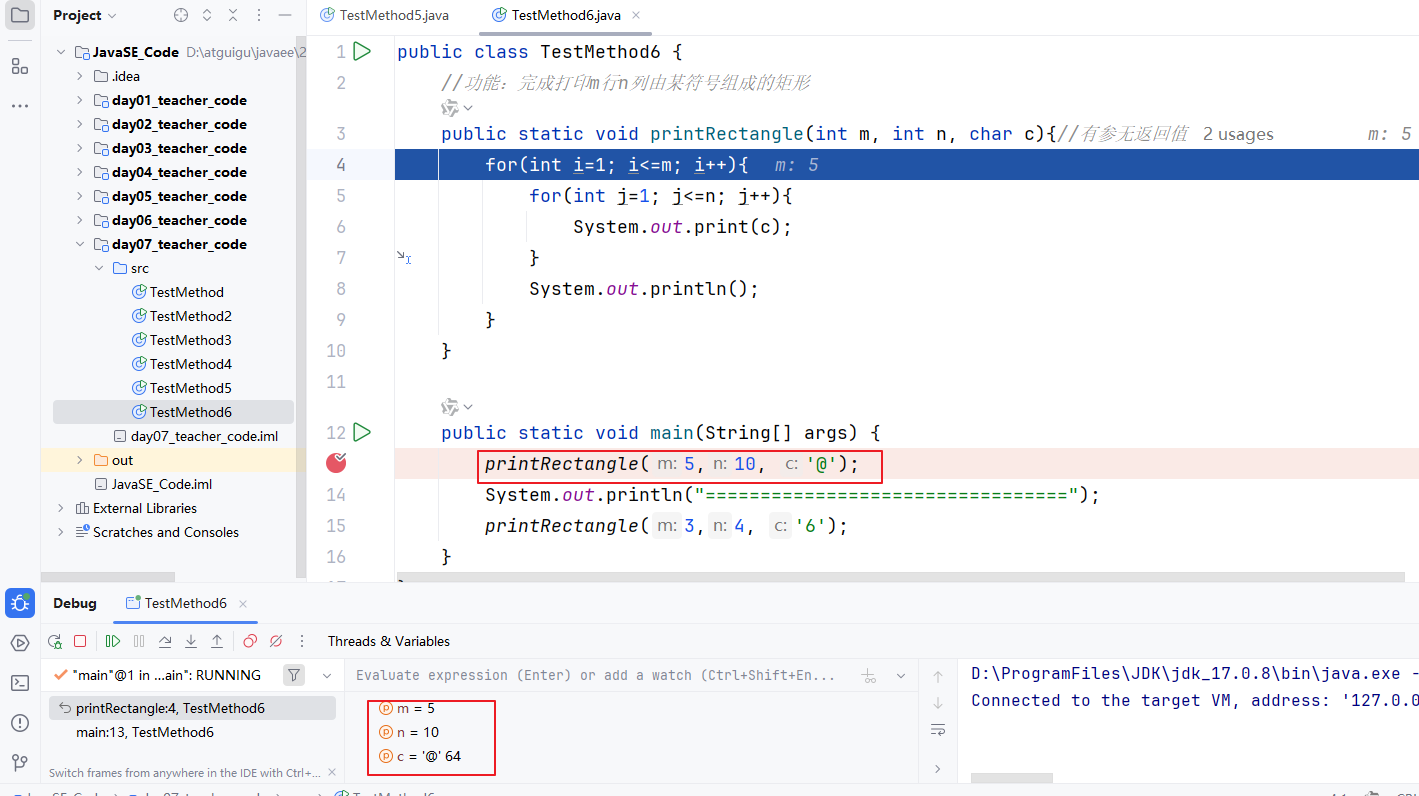 Project
TestMethod5.java
TestMethod6.java
JavaSE_Code D:\atguigu\javaee\2
.idea
day01_teacher_code
day02_teacher_code
day03_teacher_code
day04_teacher_code
day05_teacher_code
day06_teacher_code
day07_teacher_code
src
TestMethod
TestMethod2
TestMethod3
TestMethod4
TestMethod5
TestMethod6
day07_teacher_code.iml
out
JavaSE_Code.iml
External Libraries
Scratches and Consoles
1 public class TestMethod6 {
2 //功能：完成打印m行n列由某符号组成的矩形
3 public static void printRectangle(int m, int n, char c){//有参无返回值 2 usages m: 5
4 for(int i=1; i<=m; i++){ m: 5
5 for(int j=1; j<=n; j++){
6 System.out.print(c);
7 }
8 System.out.println();
9 }
10 }
11
12 public static void main(String[] args) {
printRectangle( m: 5, n: 10, c: '@');
14 System.out.println("=================================");
15 printRectangle( m: 3, n: 4, c: '6');
16 }
Debug
TestMethod6
Threads & Variables
"main"@1 in ...ain": RUNNING
printRectangle:4, TestMethod6
main:13, TestMethod6
Switch frames from anywhere in the IDE with Ctrl+...
Evaluate expression (Enter) or add a watch (Ctrl+Shift+En...
m = 5
n = 10
c = '@' 64
D:\ProgramFiles\JDK\jdk_17.0.8\bin\java.exe -
Connected to the target VM, address: '127.0.0